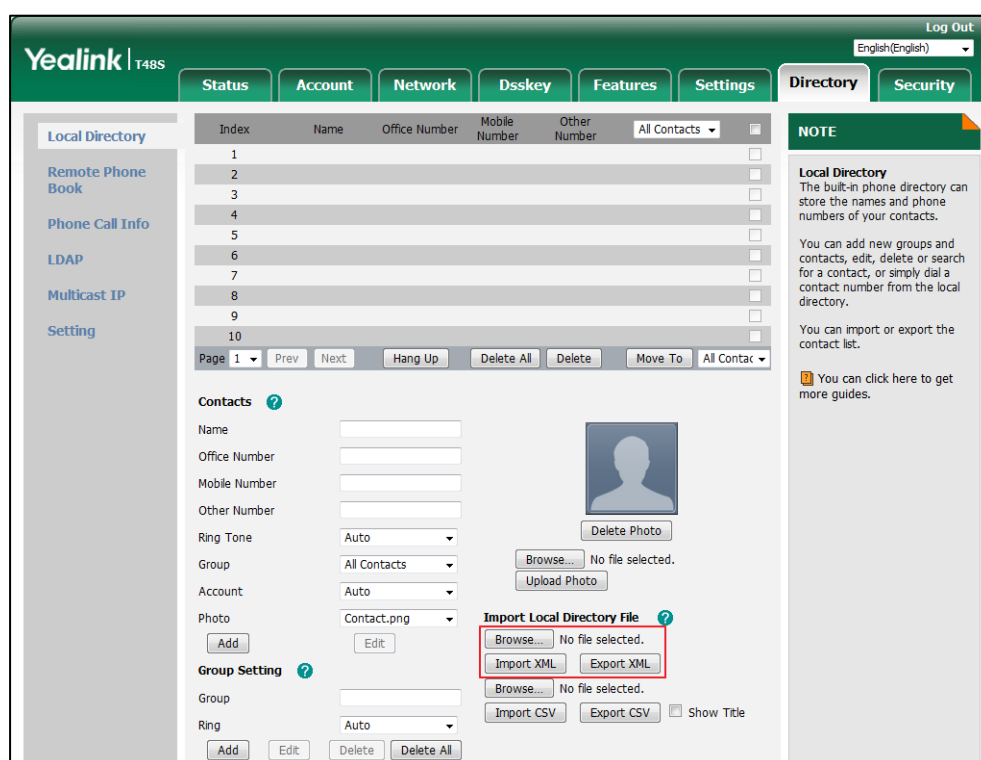 Log Out
Yealink T48S
English(English)
Status Account Network Dsskey Features Settings Directory Security
Local Directory
Remote Phone
Book
Phone Call Info
LDAP
Multicast IP
Setting
Index Name Office Number Mobile Number Other Number All Contacts
1
2
3
4
5
6
7
8
9
10
Page 1 Prev Next Hang Up Delete All Delete Move To All Contac
Contacts ?
Name
Office Number
Mobile Number
Other Number
Ring Tone Auto
Group All Contacts
Account Auto
Photo Contact.png
Add Edit
Group Setting ?
Group
Ring Auto
Add Edit Delete Delete All
Delete Photo
Browse... No file selected.
Upload Photo
Import Local Directory File ?
Browse... No file selected.
Import XML Export XML
Browse... No file selected.
Import CSV Export CSV Show Title
NOTE
Local Directory
The built-in phone directory can
store the names and phone
numbers of your contacts.
You can add new groups and
contacts, edit, delete or search
for a contact, or simply dial a
contact number from the local
directory.
You can import or export the
contact list.
? You can click here to get
more guides.